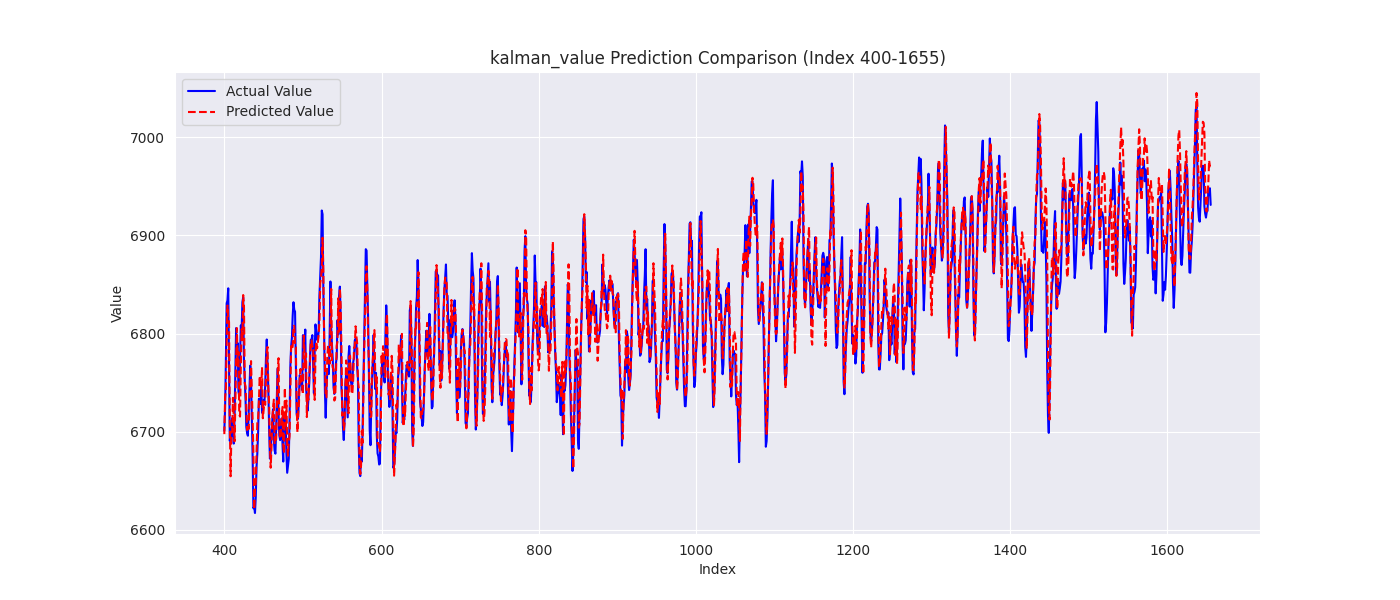 kalman_value Prediction Comparison (Index 400-1655)
Actual Value
Predicted Value
7000
6900
6800
6700
6600
Value
400 600 800 1000 1200 1400 1600
Index